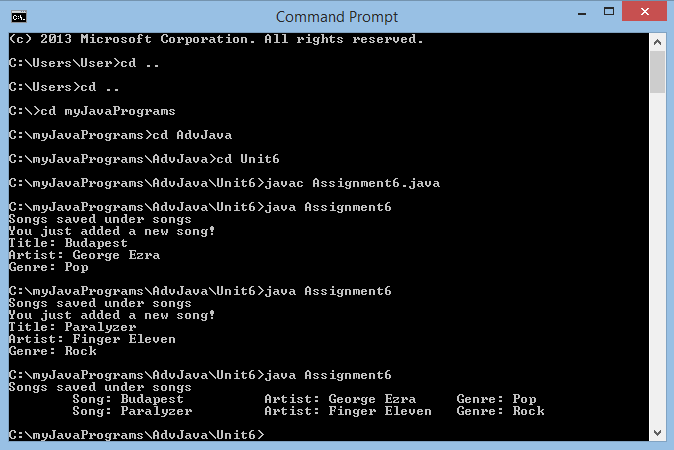 Command Prompt
(c) 2013 Microsoft Corporation. All rights reserved.
C:\Users\User>cd ..
C:\Users>cd ..
C:\>cd myJavaPrograms
C:\myJavaPrograms>cd AdvJava
C:\myJavaPrograms\AdvJava>cd Unit6
C:\myJavaPrograms\AdvJava\Unit6>javac Assignment6.java
C:\myJavaPrograms\AdvJava\Unit6>java Assignment6
Songs saved under songs
You just added a new song!
Title: Budapest
Artist: George Ezra
Genre: Pop
C:\myJavaPrograms\AdvJava\Unit6>java Assignment6
Songs saved under songs
You just added a new song!
Title: Paralyzer
Artist: Finger Eleven
Genre: Rock
C:\myJavaPrograms\AdvJava\Unit6>java Assignment6
Songs saved under songs
Song: Budapest Artist: George Ezra Genre: Pop
Song: Paralyzer Artist: Finger Eleven Genre: Rock
C:\myJavaPrograms\AdvJava\Unit6>